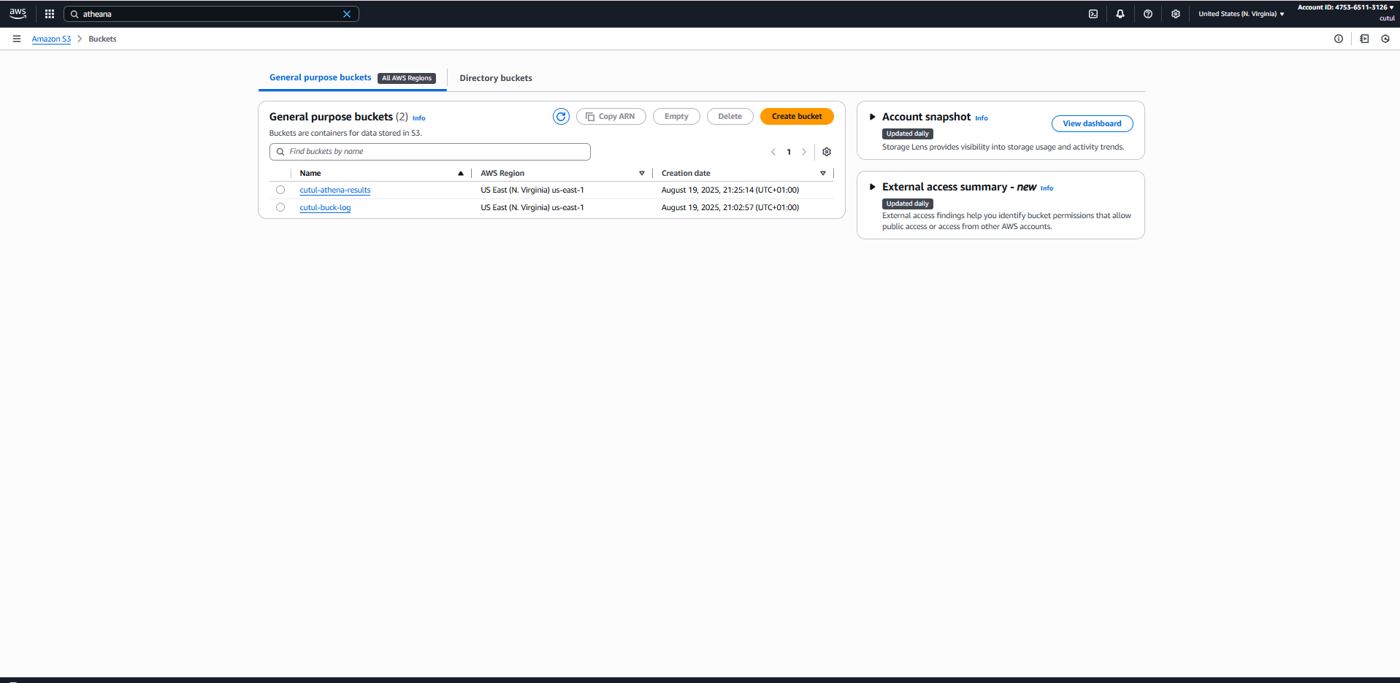 aws
atheana
United States (N. Virginia) ▼
Account ID: 4753-6511-3126 ▼
cutul
Amazon S3 > Buckets
General purpose buckets All AWS Regions
Directory buckets
General purpose buckets (2) Info
Copy ARN
Empty
Delete
Create bucket
Buckets are containers for data stored in S3.
Find buckets by name
1
Name AWS Region Creation date
cutul-athena-results US East (N. Virginia) us-east-1 August 19, 2025, 21:25:14 (UTC+01:00)
cutul-buck-log US East (N. Virginia) us-east-1 August 19, 2025, 21:02:57 (UTC+01:00)
Account snapshot Info
View dashboard
Updated daily
Storage Lens provides visibility into storage usage and activity trends.
External access summary - new Info
Updated daily
External access findings help you identify bucket permissions that allow
public access or access from other AWS accounts.